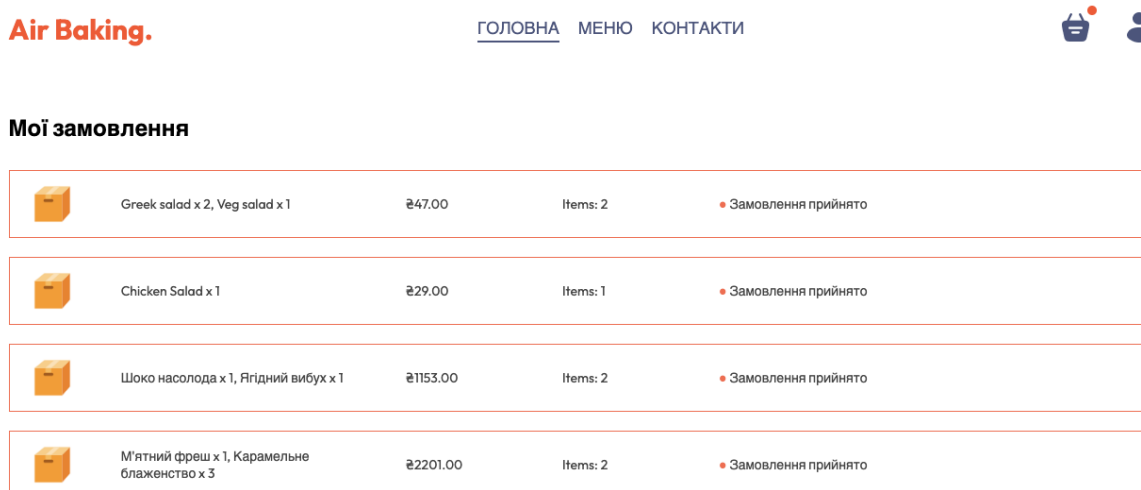 Air Baking.
ГОЛОВНА МЕНЮ КОНТАКТИ
Мої замовлення
Greek salad x 2, Veg salad x 1 ₴47.00 Items: 2 Замовлення прийнято
Chicken Salad x 1 ₴29.00 Items: 1 Замовлення прийнято
Шоко насолода x 1, Ягідний вибух x 1 ₴1153.00 Items: 2 Замовлення прийнято
М'ятний фреш x 1, Карамельне
блаженство x 3 ₴2201.00 Items: 2 Замовлення прийнято